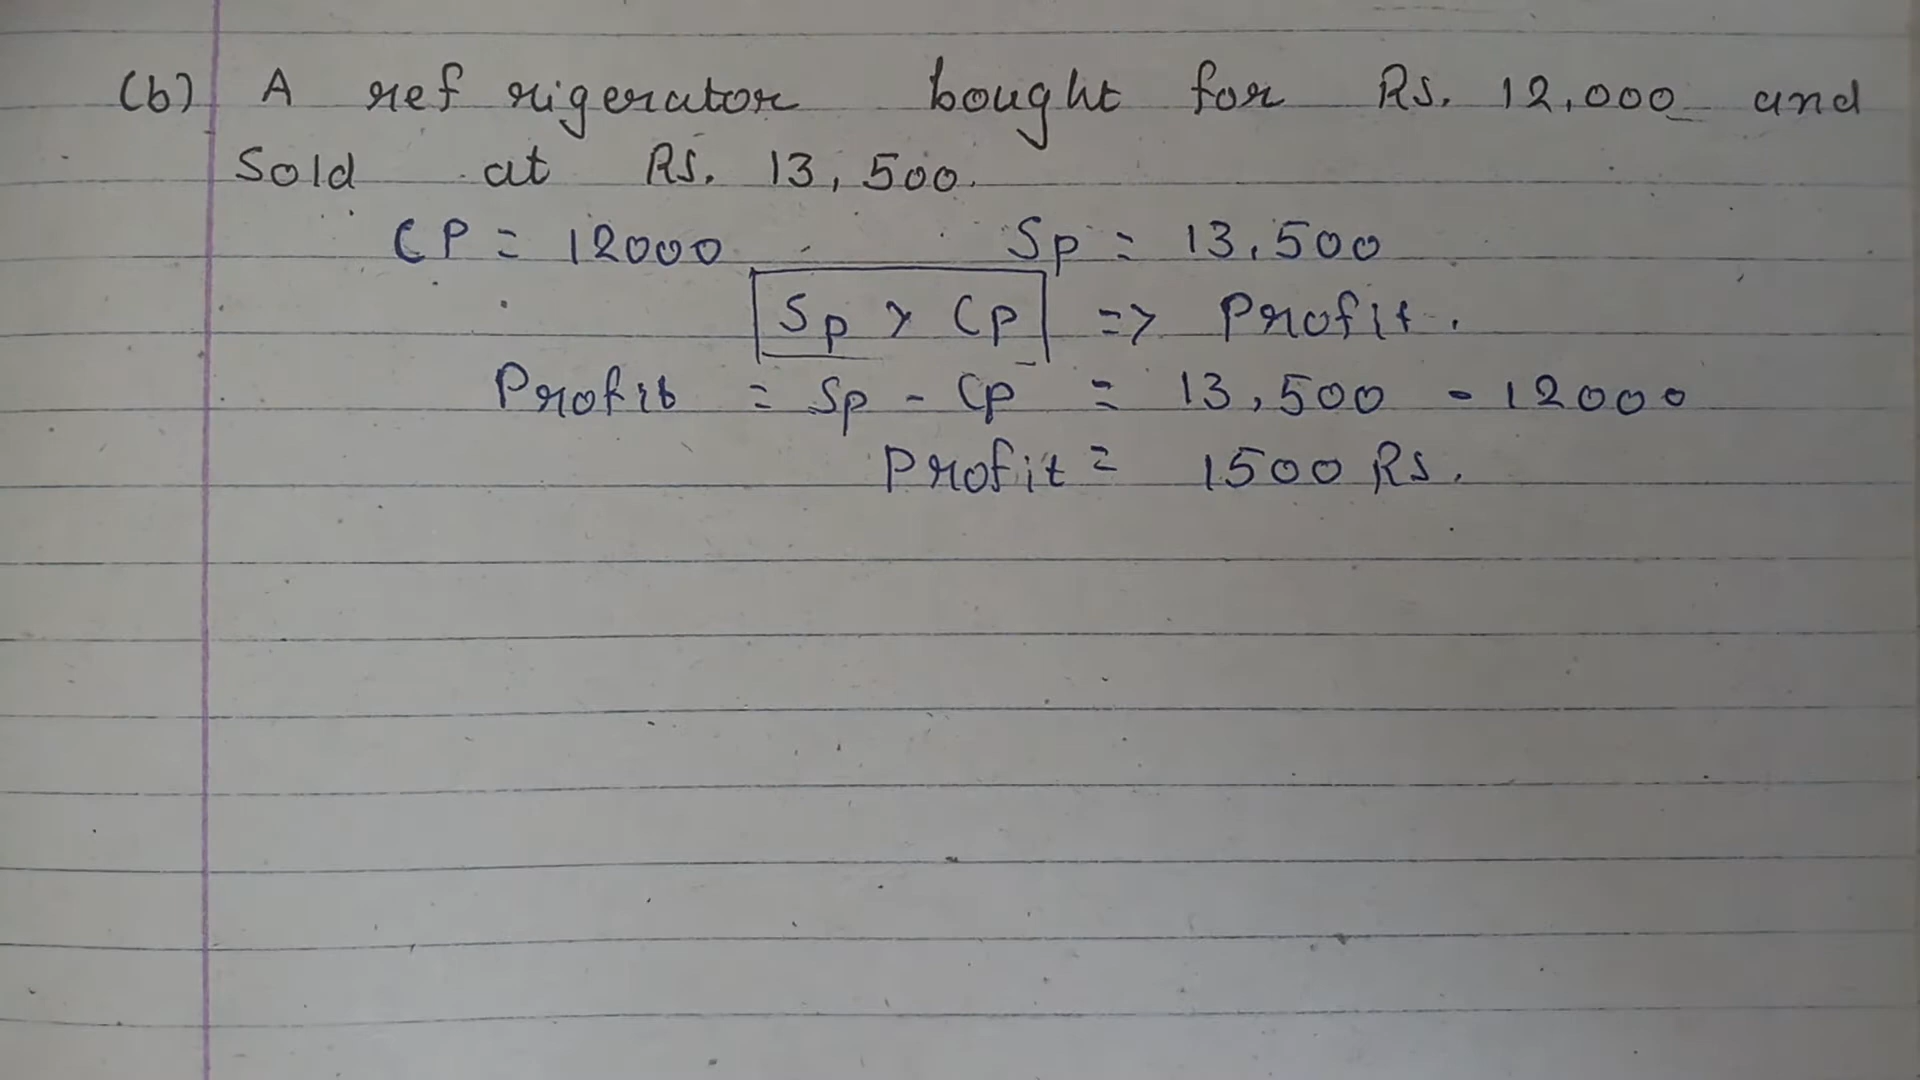 (b) A refrigerator bought for Rs. 12,000 and
Sold at Rs. 13,500.
CP = 12000 Sp = 13,500
Sp > Cp => Profit.
Profit = Sp - Cp = 13,500 - 12000
Profit = 1500 Rs.